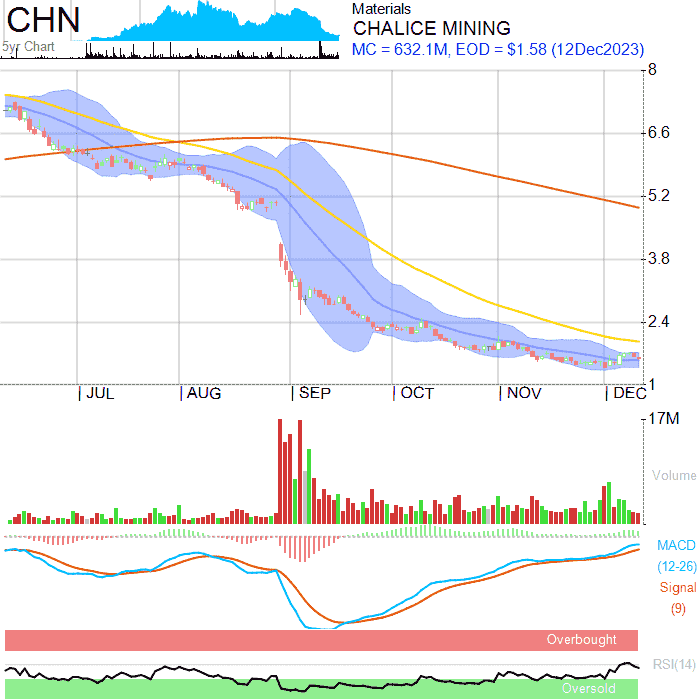 CHN
5yr Chart
Materials
CHALICE MINING
MC = 632.1M, EOD = $1.58 (12Dec2023)
8
6.6
5.2
3.8
2.4
1
JUL
AUG
SEP
OCT
NOV
DEC
17M
Volume
MACD
(12-26)
Signal
(9)
Overbought
RSI(14)
Oversold